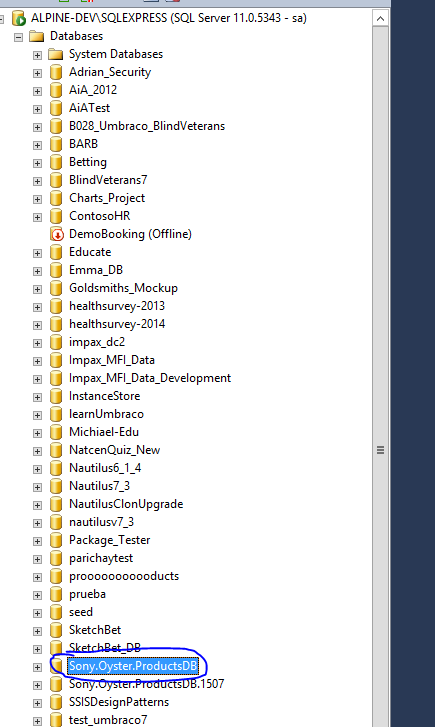 ALPINE-DEV\SQLEXPRESS (SQL Server 11.0.5343 - sa)
Databases
System Databases
Adrian_Security
AiA_2012
AiATest
B028_Umbraco_BlindVeterans
BARB
Betting
BlindVeterans7
Charts_Project
ContosoHR
DemoBooking (Offline)
Educate
Emma_DB
Goldsmiths_Mockup
healthsurvey-2013
healthsurvey-2014
impax_dc2
Impax_MFI_Data
Impax_MFI_Data_Development
InstanceStore
learnUmbraco
Michiael-Edu
NatcenQuiz_New
Nautilus6_1_4
Nautilus7_3
NautilusClonUpgrade
nautilusv7_3
Package_Tester
parichaytest
prooooooooooducts
prueba
seed
SketchBet
SketchBet_DB
Sony.Oyster.ProductsDB
Sony.Oyster.ProductsDB.1507
SSISDesignPatterns
test_umbraco7